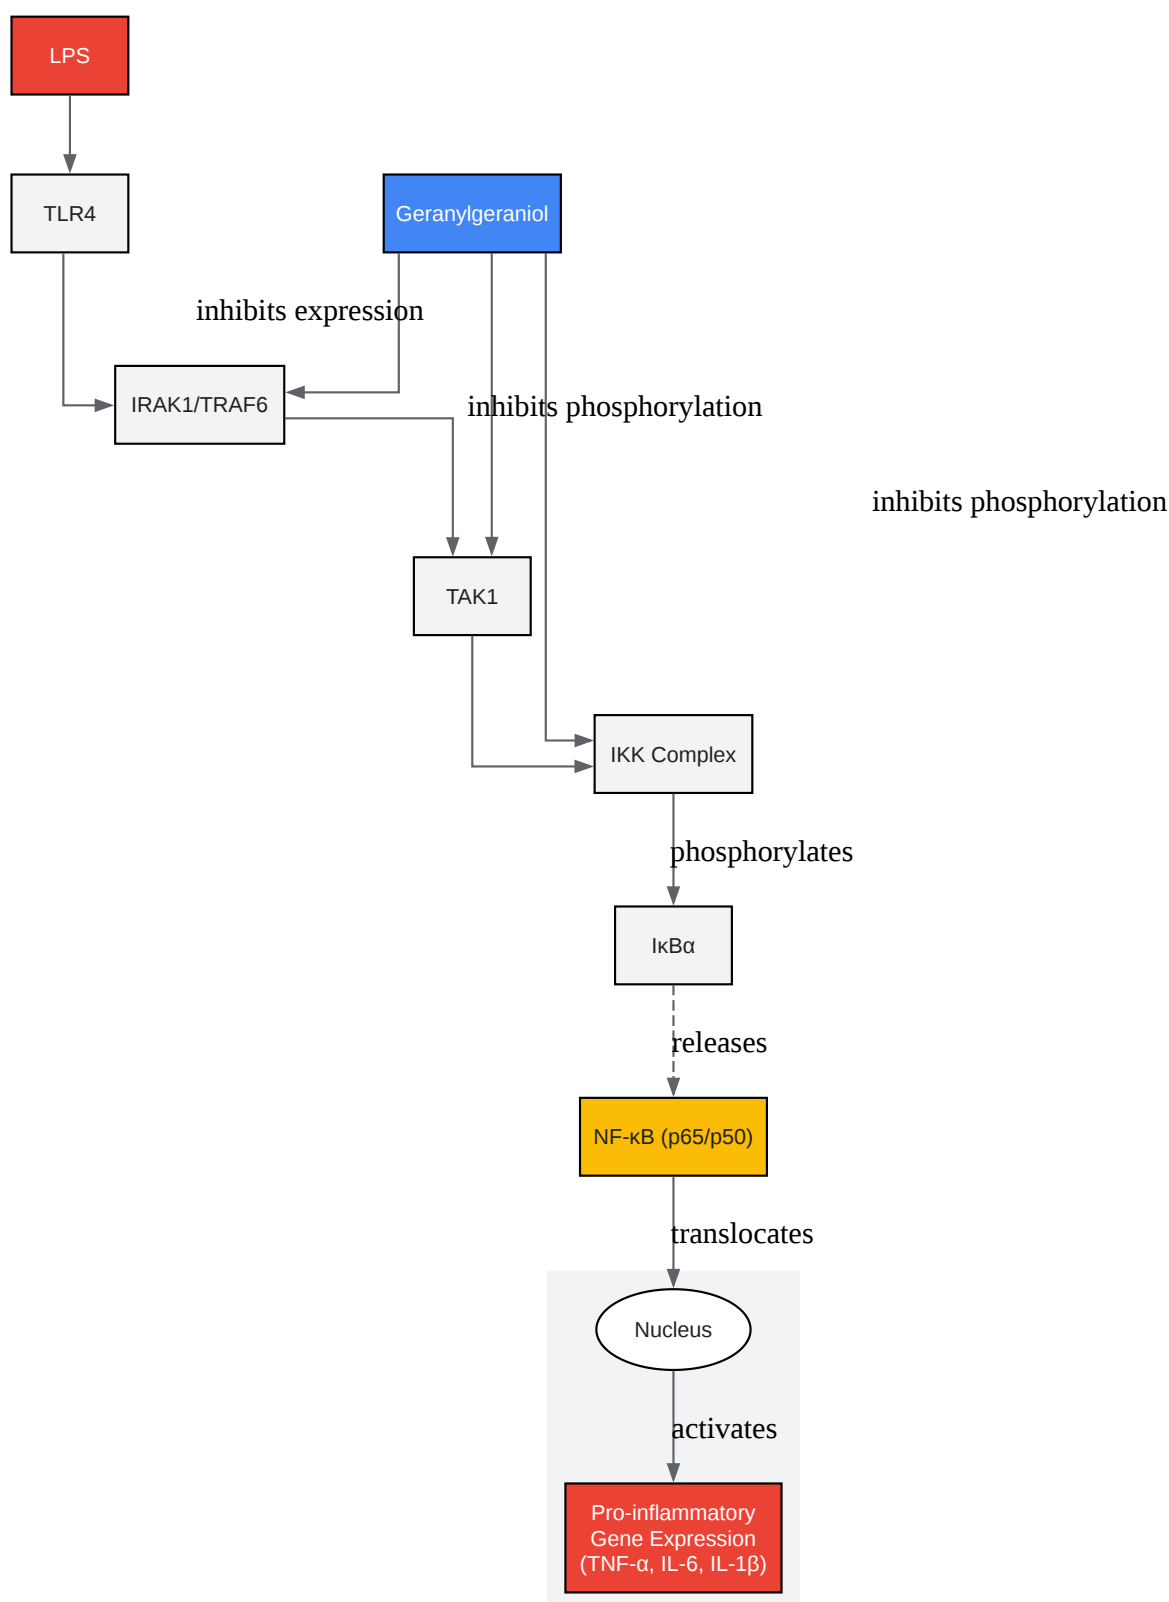 LPS
TLR4
Geranylgeraniol
inhibits expression
IRAK1/TRAF6
inhibits phosphorylation
inhibits phosphorylation
TAK1
IKK Complex
phosphorylates
IκBα
releases
NF-κB (p65/p50)
translocates
Nucleus
activates
Pro-inflammatory
Gene Expression
(TNF-α, IL-6, IL-1β)